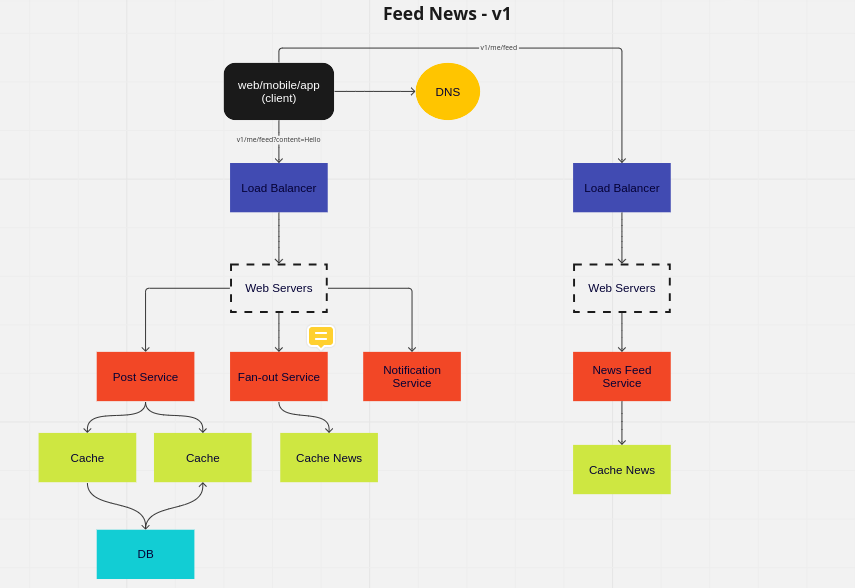 Feed News - v1
v1/me/feed
web/mobile/app
(client)
DNS
v1/me/feed?content=Hello
Load Balancer
Load Balancer
Web Servers
Web Servers
Post Service
Fan-out Service
Notification
Service
News Feed
Service
Cache
Cache
Cache News
Cache News
DB